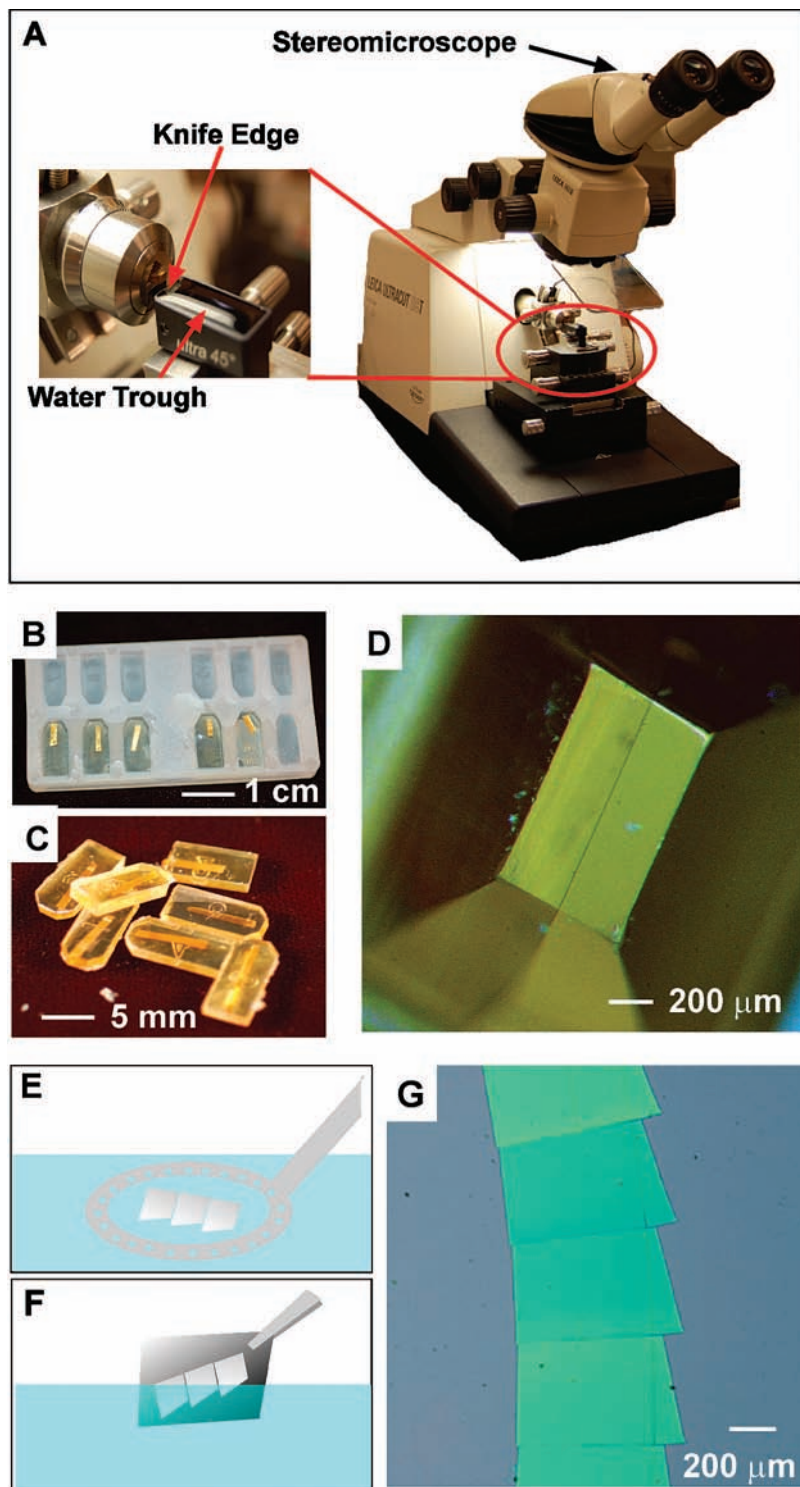 A
Stereomicroscope
Knife Edge
LEICA ULTRACUT
ultra 45°
Water Trough
B
1 cm
C
5 mm
D
200 μm
E
F
G
200 μm